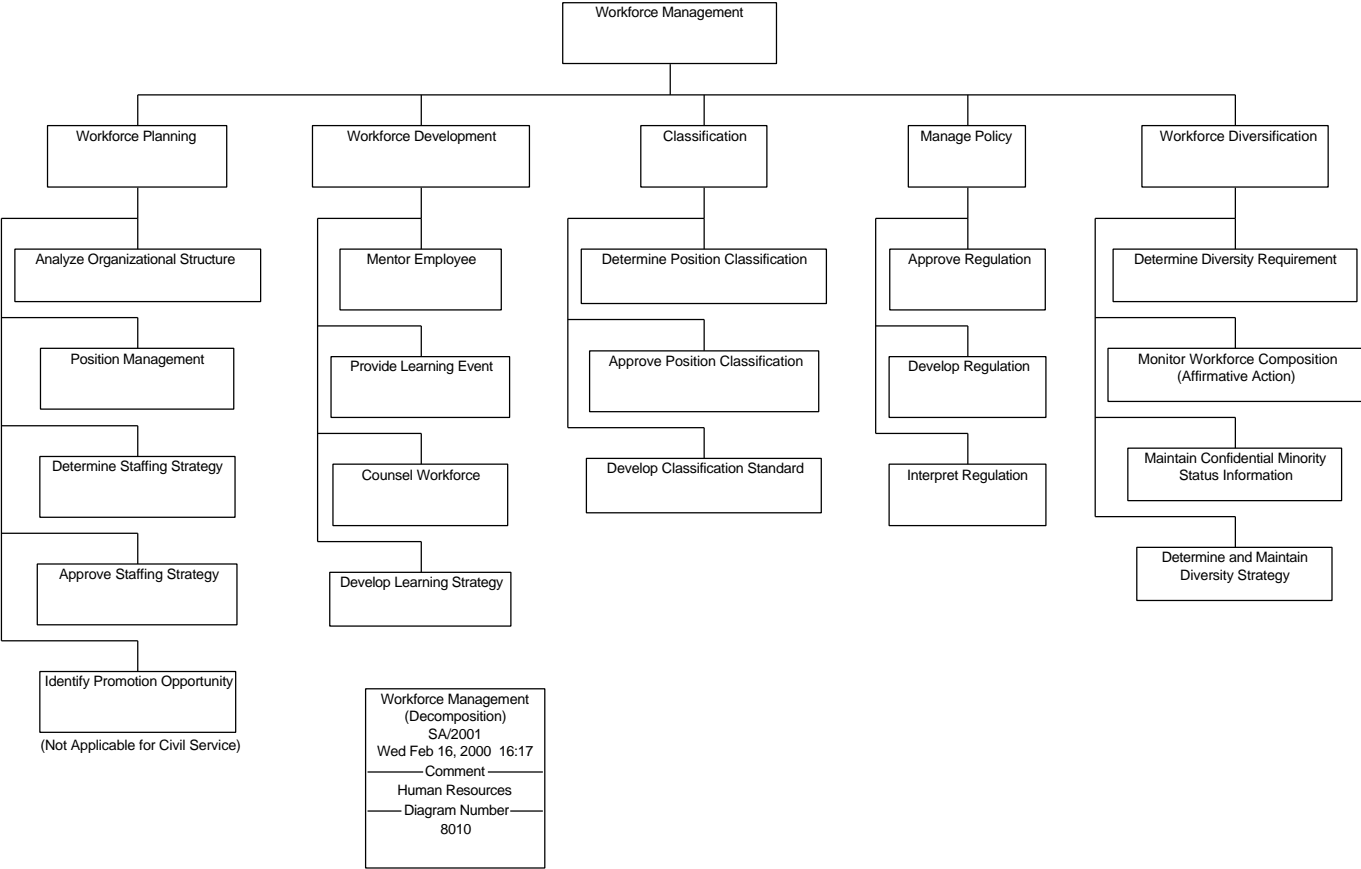 Workforce Management
Workforce Planning
Workforce Development
Classification
Manage Policy
Workforce Diversification
Analyze Organizational Structure
Mentor Employee
Determine Position Classification
Approve Regulation
Determine Diversity Requirement
Position Management
Provide Learning Event
Approve Position Classification
Develop Regulation
Monitor Workforce Composition
(Affirmative Action)
Determine Staffing Strategy
Counsel Workforce
Develop Classification Standard
Interpret Regulation
Maintain Confidential Minority
Status Information
Approve Staffing Strategy
Develop Learning Strategy
Determine and Maintain
Diversity Strategy
Identify Promotion Opportunity
(Not Applicable for Civil Service)
Workforce Management
(Decomposition)
SA/2001
Wed Feb 16, 2000 16:17
Comment
Human Resources
Diagram Number
8010